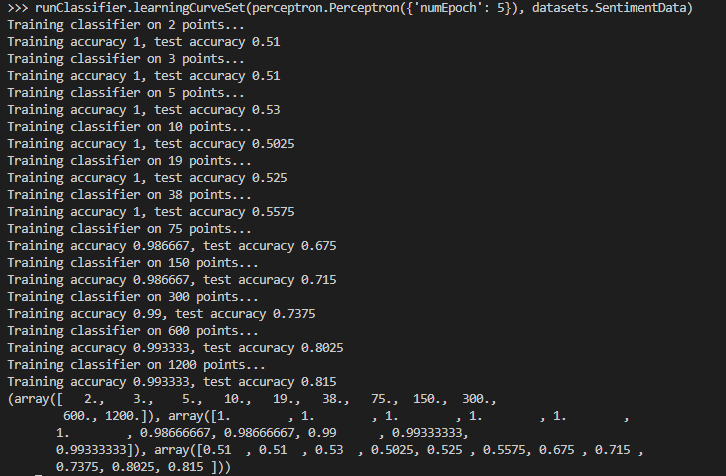 >>> runClassifier.learningCurveSet(perceptron.Perceptron({'numEpoch': 5}), datasets.SentimentData)
Training classifier on 2 points...
Training accuracy 1, test accuracy 0.51
Training classifier on 3 points...
Training accuracy 1, test accuracy 0.51
Training classifier on 5 points...
Training accuracy 1, test accuracy 0.53
Training classifier on 10 points...
Training accuracy 1, test accuracy 0.5025
Training classifier on 19 points...
Training accuracy 1, test accuracy 0.525
Training classifier on 38 points...
Training accuracy 1, test accuracy 0.5575
Training classifier on 75 points...
Training accuracy 0.986667, test accuracy 0.675
Training classifier on 150 points...
Training accuracy 0.986667, test accuracy 0.715
Training classifier on 300 points...
Training accuracy 0.99, test accuracy 0.7375
Training classifier on 600 points...
Training accuracy 0.993333, test accuracy 0.8025
Training classifier on 1200 points...
Training accuracy 0.993333, test accuracy 0.815
(array([   2.,    3.,    5.,   10.,   19.,   38.,   75.,  150.,  300.,
        600., 1200.]), array([1.        , 1.        , 1.        , 1.        , 1.        ,
       1.        , 0.98666667, 0.98666667, 0.99      , 0.99333333,
       0.99333333]), array([0.51  , 0.51  , 0.53  , 0.5025, 0.525 , 0.5575, 0.675 , 0.715 ,
       0.7375, 0.8025, 0.815 ]))